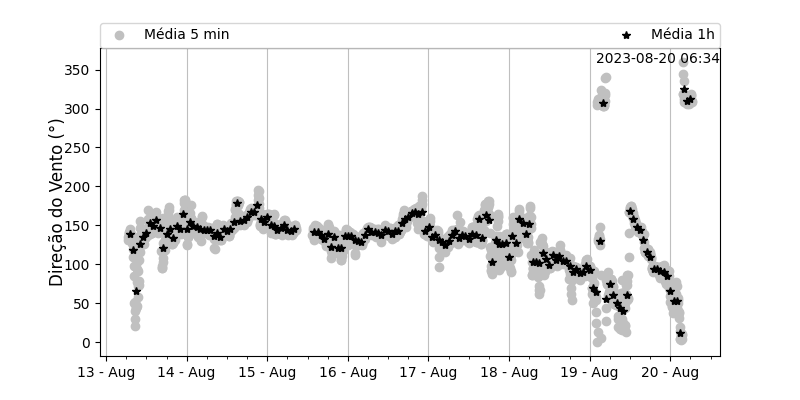 Média 5 min
Média 1h
2023-08-20 06:34
Direção do Vento (°)
350
300
250
200
150
100
50
0
13 - Aug
14 - Aug
15 - Aug
16 - Aug
17 - Aug
18 - Aug
19 - Aug
20 - Aug